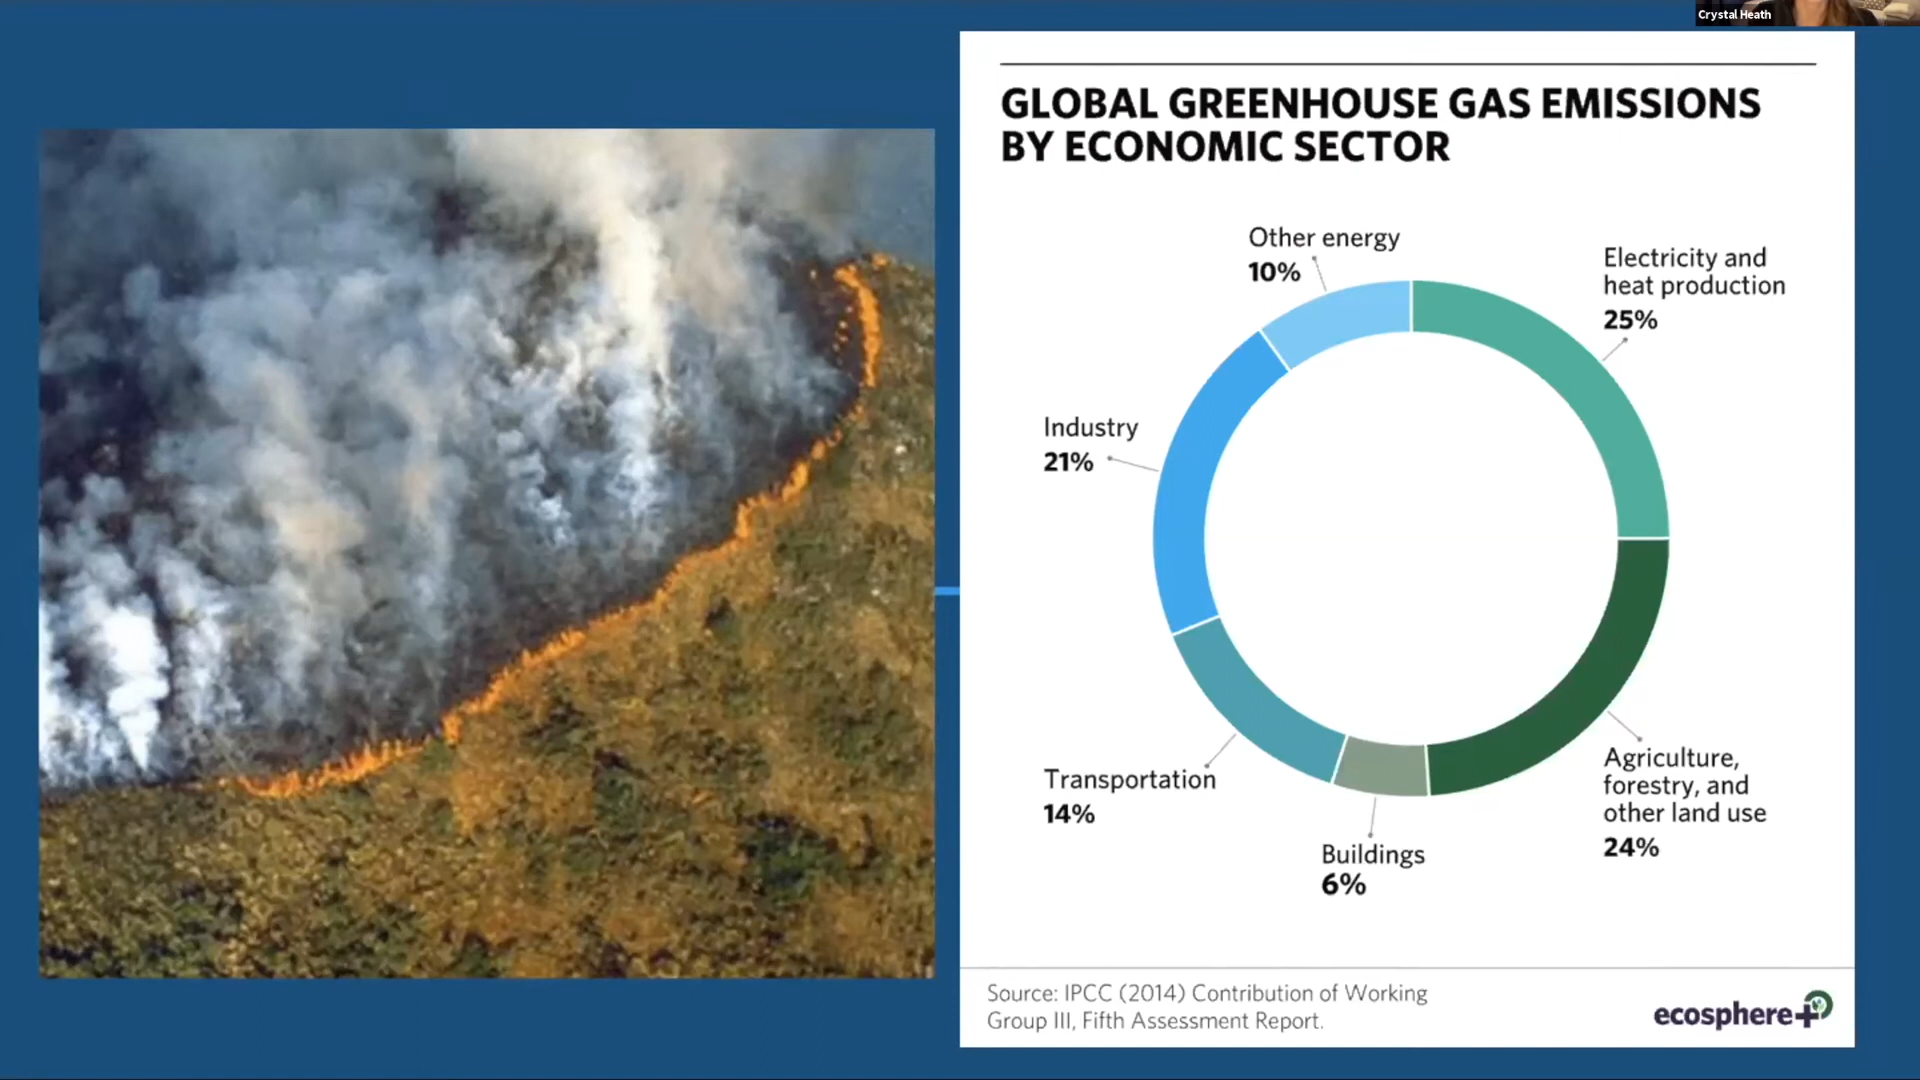 Crystal Heath
GLOBAL GREENHOUSE GAS EMISSIONS
BY ECONOMIC SECTOR
Other energy
10%
Electricity and
heat production
25%
Industry
21%
Transportation
14%
Buildings
6%
Agriculture,
forestry, and
other land use
24%
Source: IPCC (2014) Contribution of Working
Group III, Fifth Assessment Report.
ecosphere+